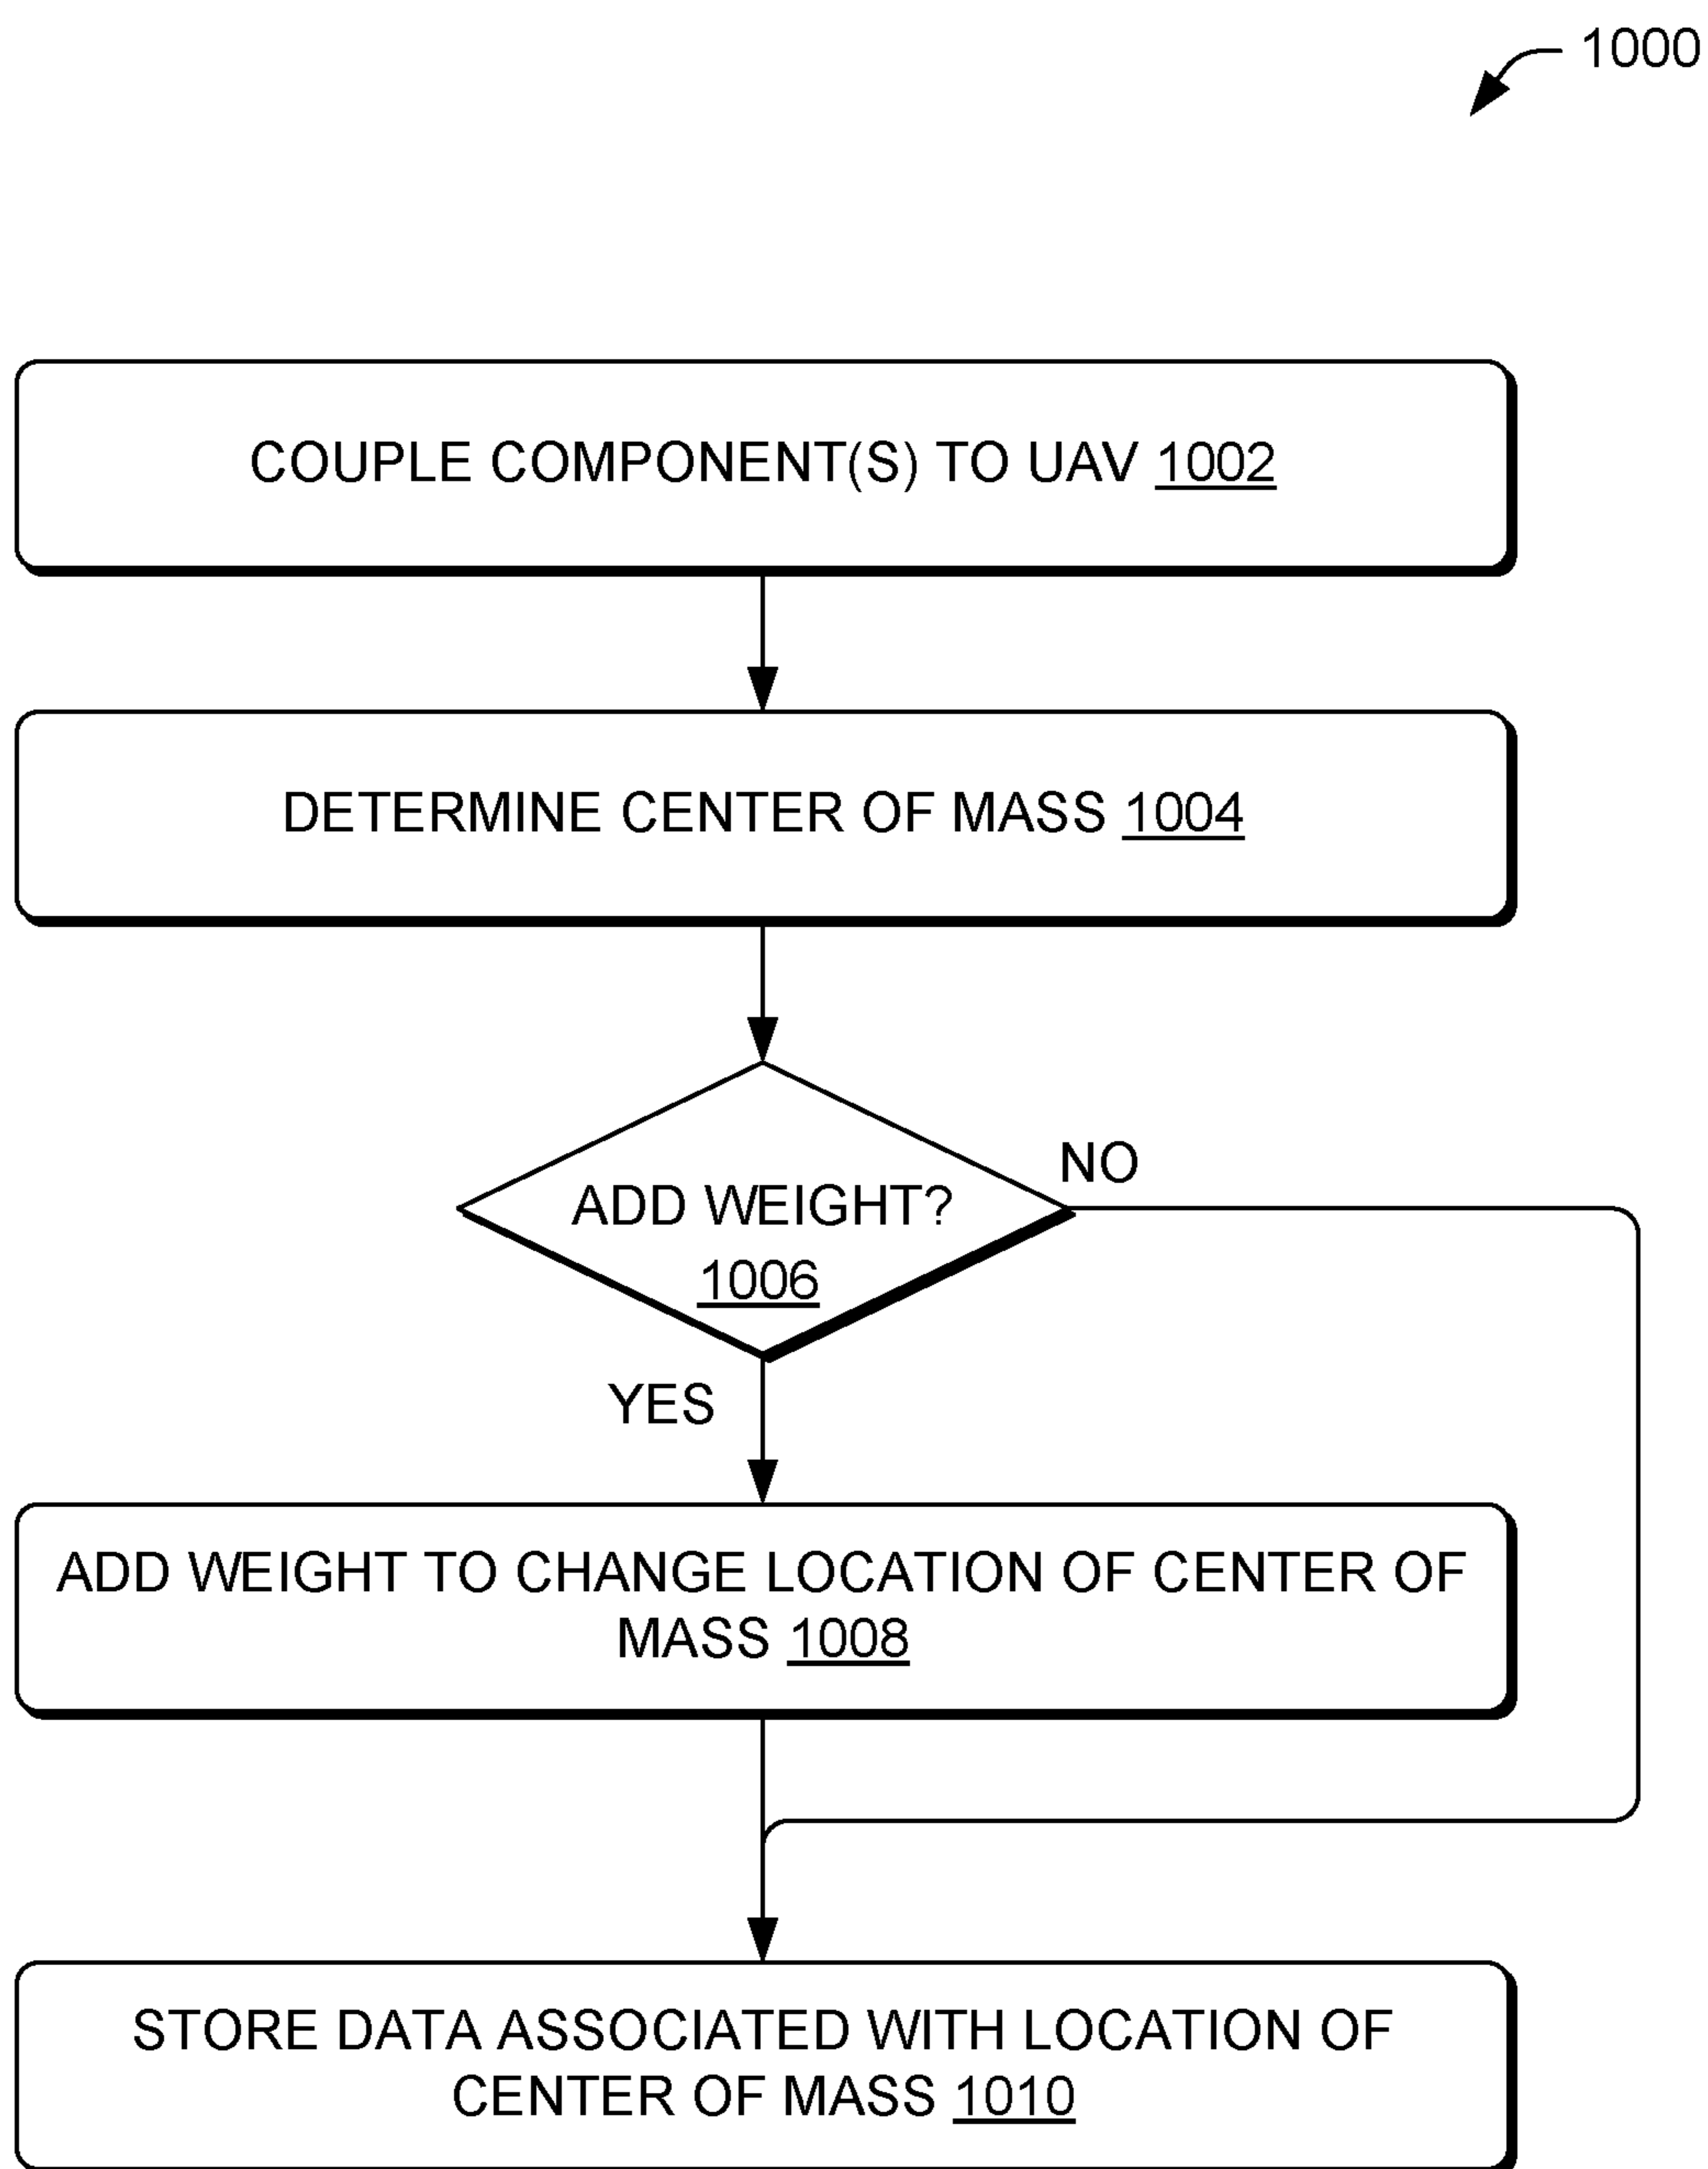 1000
COUPLE COMPONENT(S) TO UAV 1002
DETERMINE CENTER OF MASS 1004
NO
ADD WEIGHT?
1006
YES
ADD WEIGHT TO CHANGE LOCATION OF CENTER OF
MASS 1008
STORE DATA ASSOCIATED WITH LOCATION OF
CENTER OF MASS 1010